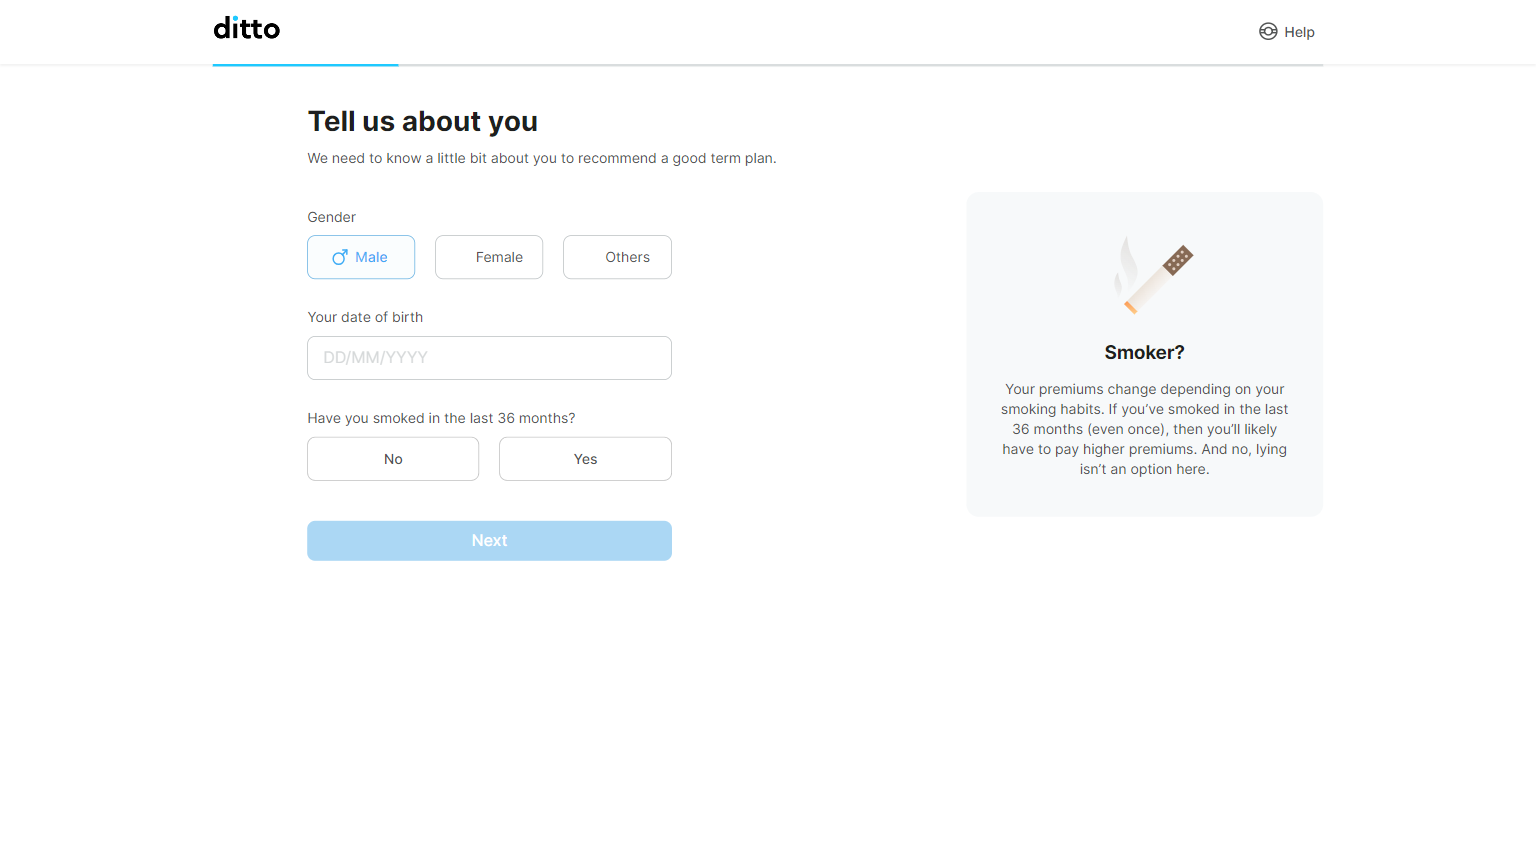 ditto
Help
Tell us about you
We need to know a little bit about you to recommend a good term plan.
Gender
Male
Female
Others
Your date of birth
DD/MM/YYYY
Have you smoked in the last 36 months?
No
Yes
Next
Smoker?
Your premiums change depending on your
smoking habits. If you’ve smoked in the last
36 months (even once), then you’ll likely
have to pay higher premiums. And no, lying
isn’t an option here.